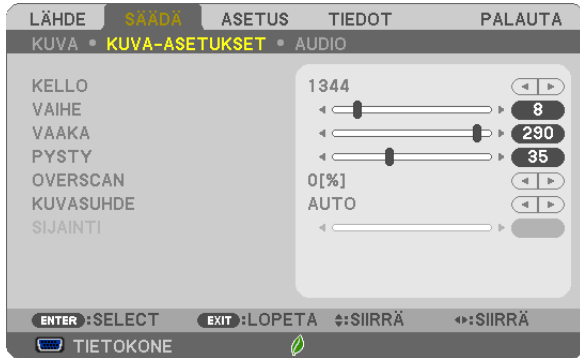 LÄHDE SÄÄDÄ ASETUS TIEDOT PALAUTA
KUVA • KUVA-ASETUKSET • AUDIO
KELLO 1344
VAIHE 8
VAAKA 290
PYSTY 35
OVERSCAN 0[%]
KUVASUHDE AUTO
SIJAINTI
ENTER :SELECT EXIT :LOPETA :SIIRRÄ :SIIRRÄ
TIETOKONE